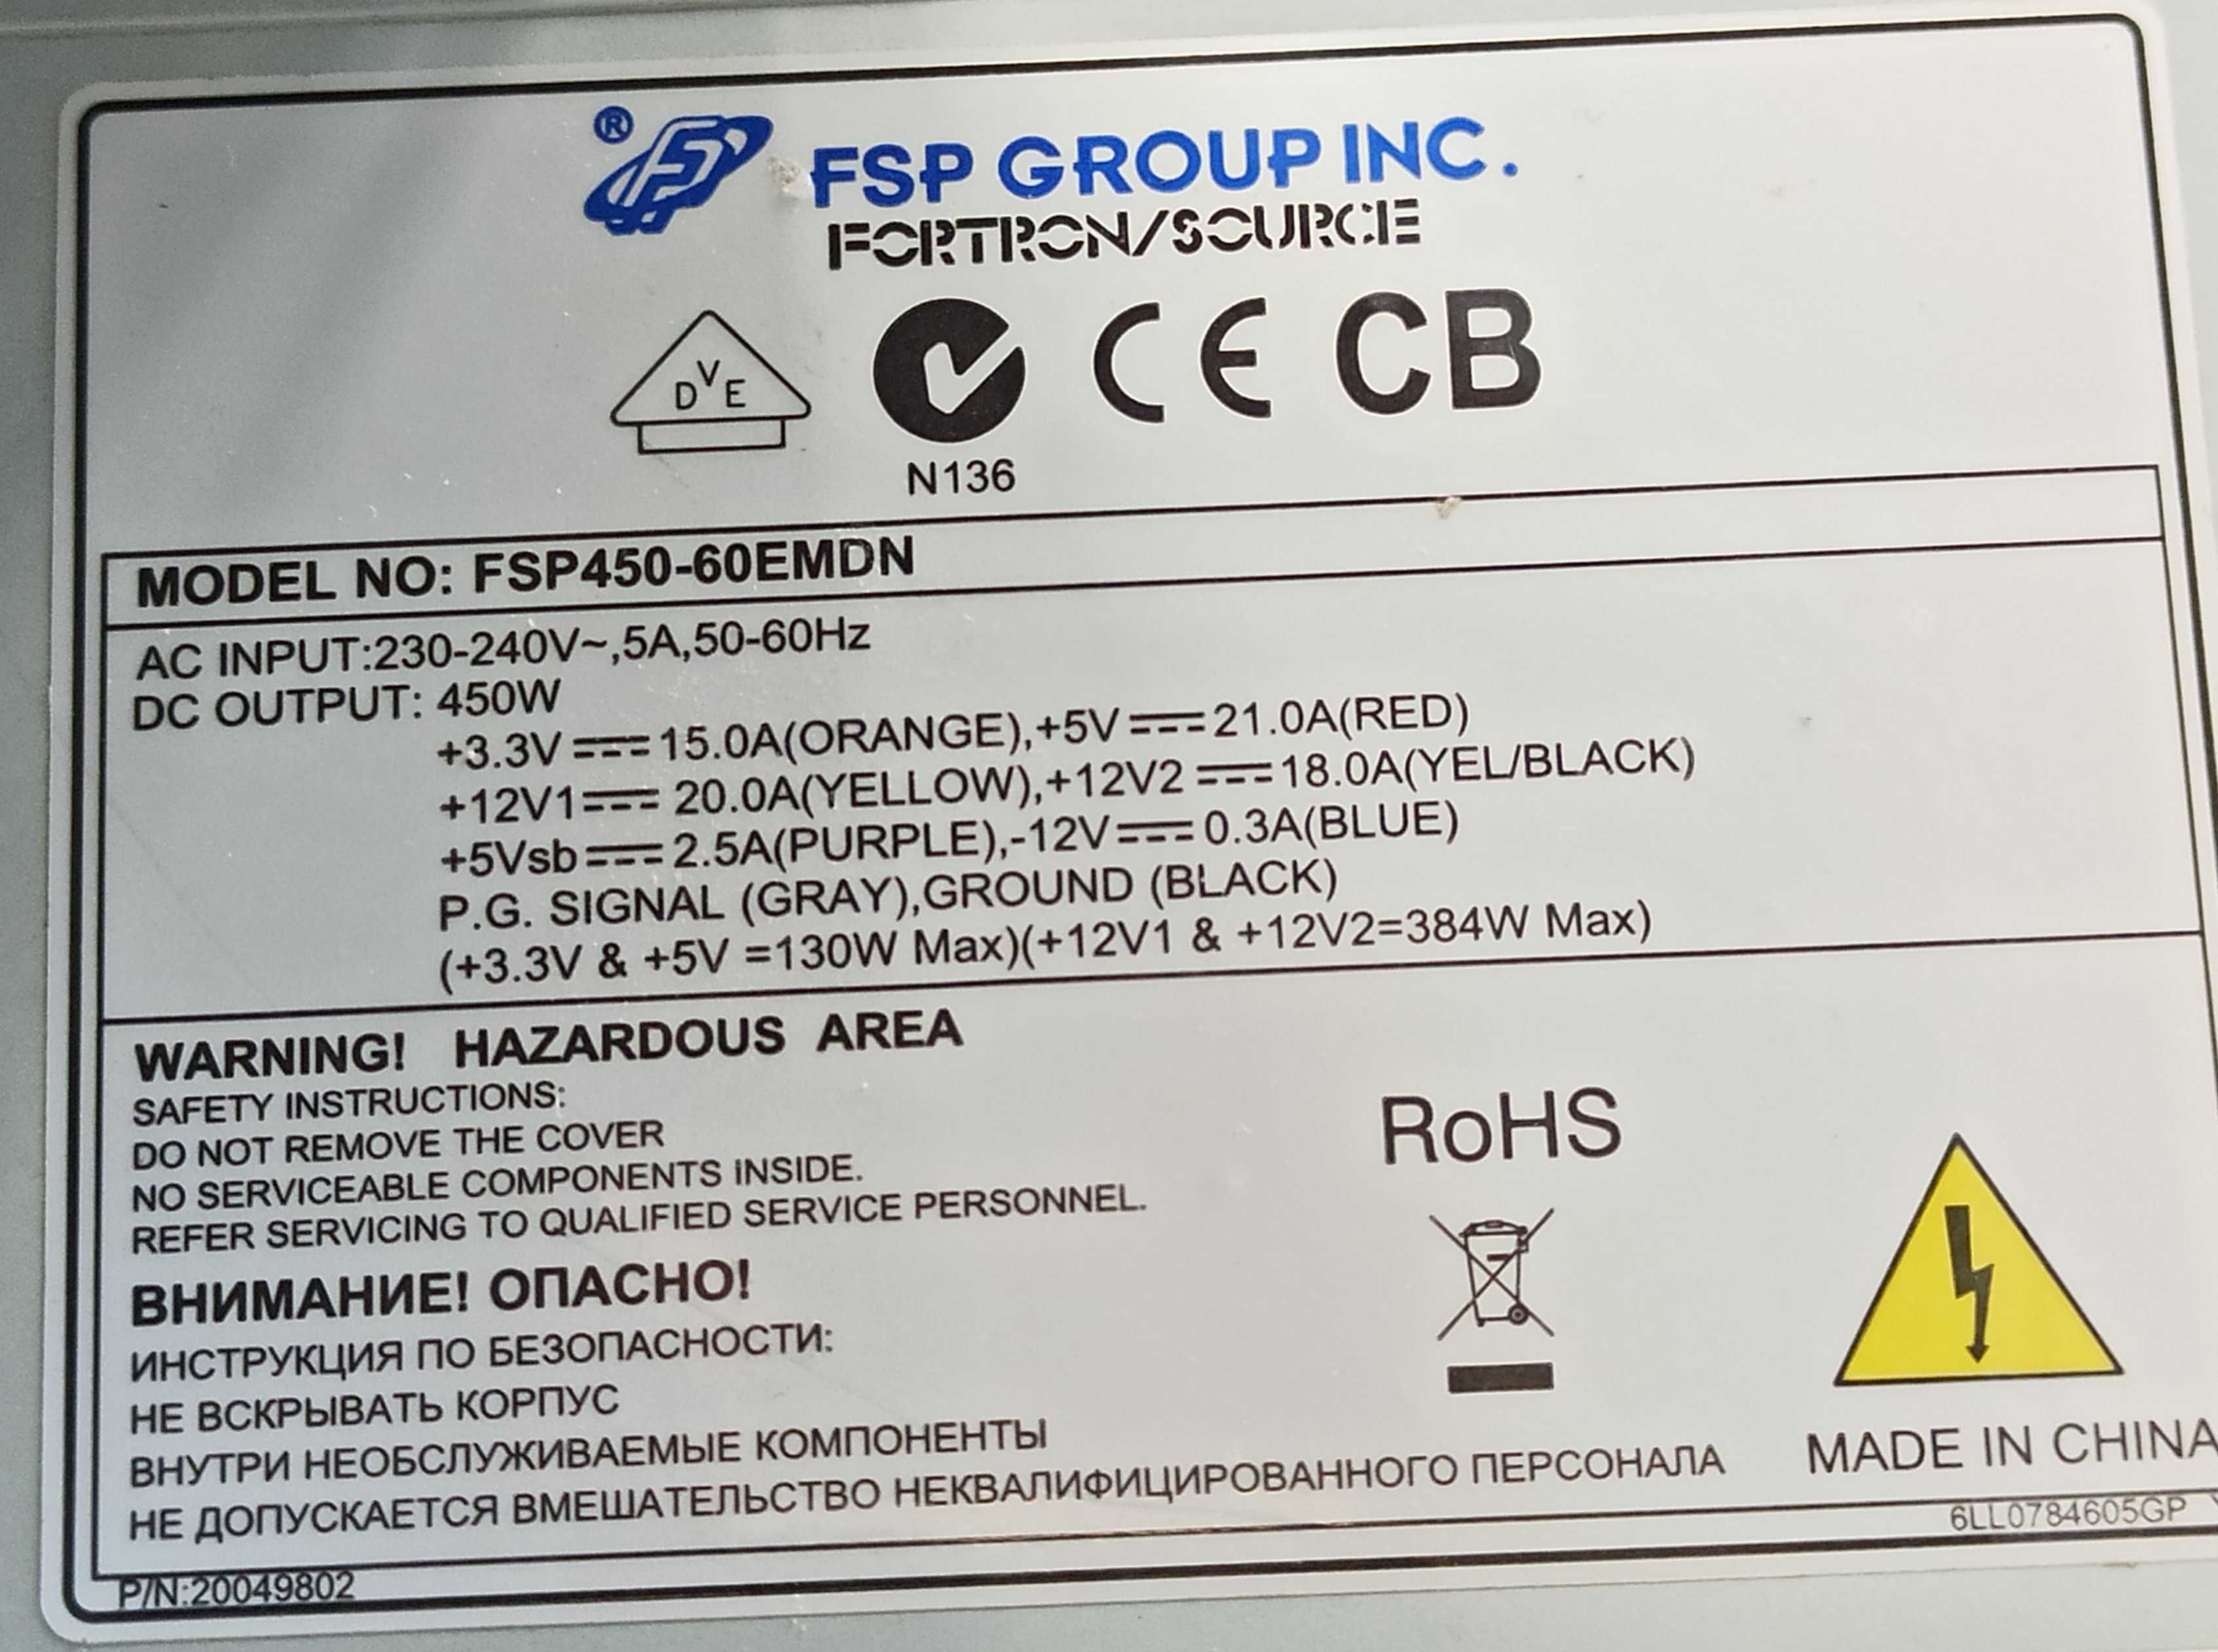 ® FSP GROUP INC.
FORTRON/SOURCE
DVE
CE CB
N136
MODEL NO: FSP450-60EMDN
AC INPUT:230-240V~,5A,50-60Hz
DC OUTPUT: 450W
+3.3V⎓15.0A(ORANGE),+5V⎓21.0A(RED)
+12V1⎓20.0A(YELLOW),+12V2⎓18.0A(YEL/BLACK)
+5Vsb⎓2.5A(PURPLE),-12V⎓0.3A(BLUE)
P.G. SIGNAL (GRAY),GROUND (BLACK)
(+3.3V & +5V =130W Max)(+12V1 & +12V2=384W Max)
WARNING! HAZARDOUS AREA
SAFETY INSTRUCTIONS:
DO NOT REMOVE THE COVER
NO SERVICEABLE COMPONENTS INSIDE.
REFER SERVICING TO QUALIFIED SERVICE PERSONNEL.
ВНИМАНИЕ! ОПАСНО!
ИНСТРУКЦИЯ ПО БЕЗОПАСНОСТИ:
НЕ ВСКРЫВАТЬ КОРПУС
ВНУТРИ НЕОБСЛУЖИВАЕМЫЕ КОМПОНЕНТЫ
НЕ ДОПУСКАЕТСЯ ВМЕШАТЕЛЬСТВО НЕКВАЛИФИЦИРОВАННОГО ПЕРСОНАЛА
RoHS
MADE IN CHINA
6LL0784605GP
P/N:20049802